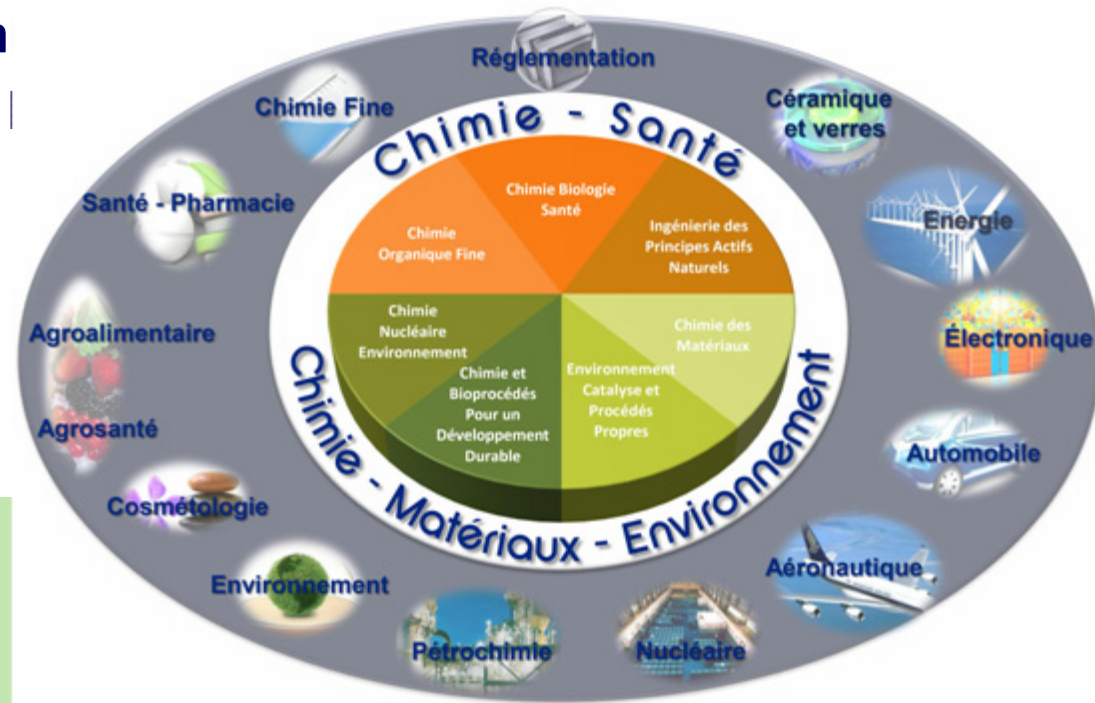 Réglementation
Chimie Fine
Céramique
et verres
Santé - Pharmacie
Energie
Agroalimentaire
Électronique
Agrosanté
Automobile
Cosmétologie
Aéronautique
Environnement
Pétrochimie
Nucléaire
Chimie - Santé
Chimie Biologie
Santé
Chimie
Organique Fine
Ingénierie des
Principes Actifs
Naturels
Chimie
Nucléaire
Environnement
Chimie des
Matériaux
Chimie et
Bioprocédés
Pour un
Développement
Durable
Environnement
Catalyse et
Procédés
Propres
Chimie - Matériaux - Environnement